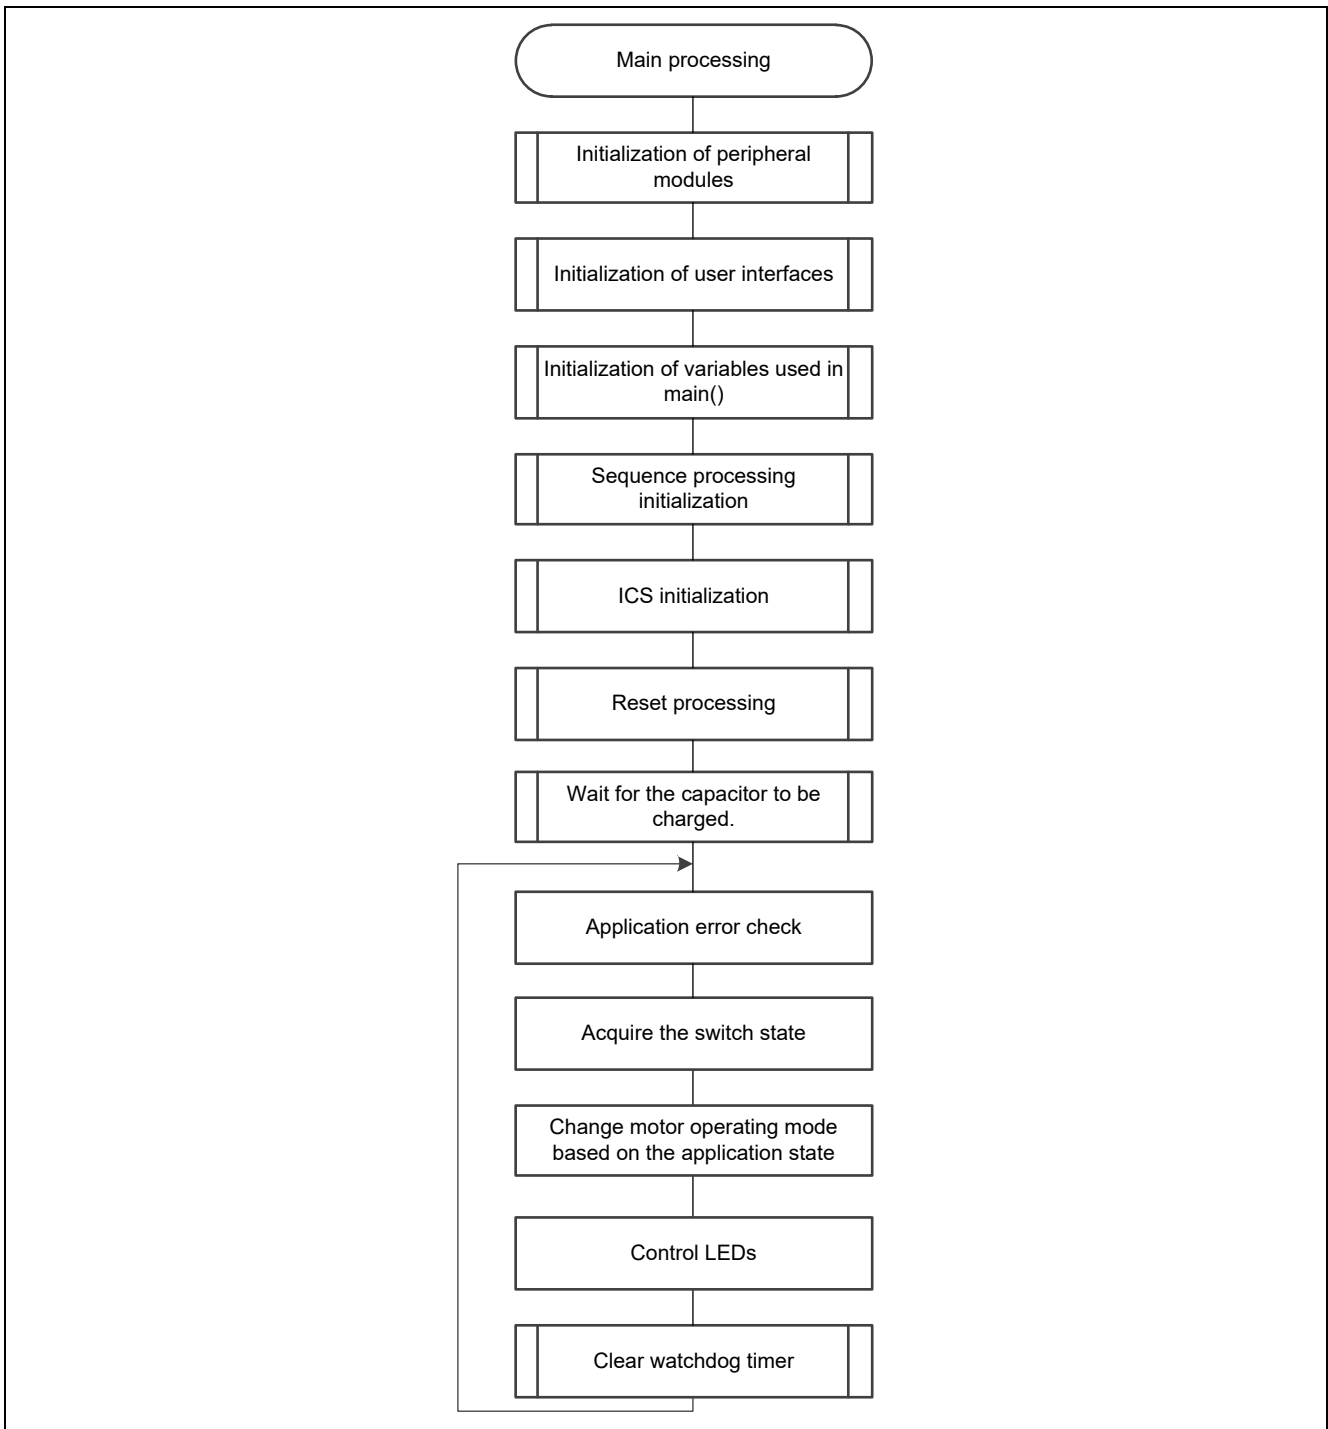 Main processing
Initialization of peripheral
modules
Initialization of user interfaces
Initialization of variables used in
main()
Sequence processing
initialization
ICS initialization
Reset processing
Wait for the capacitor to be
charged.
Application error check
Acquire the switch state
Change motor operating mode
based on the application state
Control LEDs
Clear watchdog timer